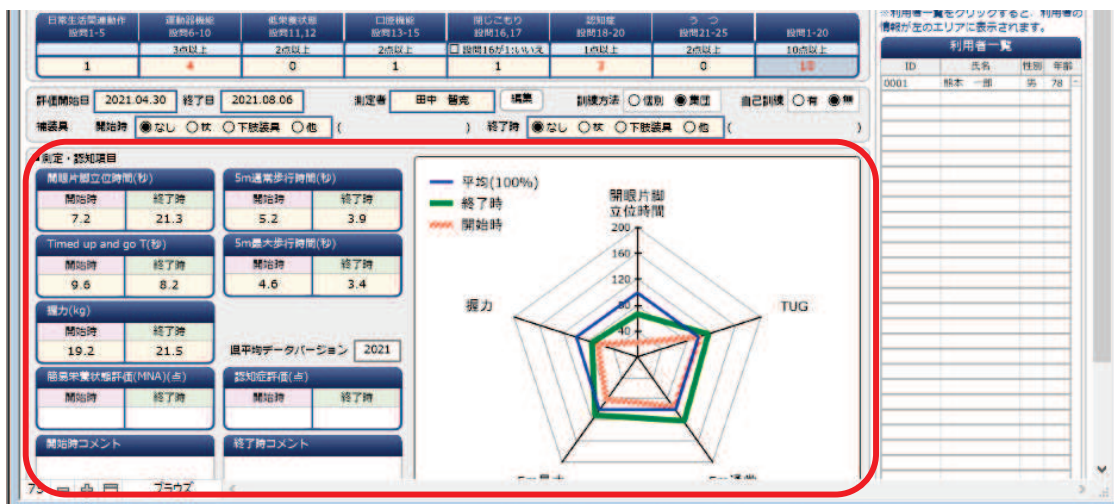 ※利用者一覧をクリックすると、利用者の
情報が左のエリアに表示されます。
日常生活関連動作 運動器機能 低栄養状態 口腔機能 閉じこもり 認知症 うつ
設問1-5 設問6-10 設問11,12 設問13-15 設問16,17 設問18-20 設問21-25 設問1-20
3点以上 2点以上 2点以上 設問16が1:いいえ 1点以上 2点以上 10点以上
1 4 0 1 1 3 0 10
利用者一覧
ID 氏名 性別 年齢
0001 熊本 一郎 男 78
評価開始日 2021.04.30 終了日 2021.08.06 測定者 田中 編集 訓練方法 個別 集団 自己訓練 有 無
補装具 開始時 なし 杖 下肢装具 他 ( ) 終了時 なし 杖 下肢装具 他 ( )
測定・認知項目
開眼片脚立位時間(秒) 5m通常歩行時間(秒)
開始時 終了時 開始時 終了時
7.2 21.3 5.2 3.9
Timed up and go T(秒) 5m最大歩行時間(秒)
開始時 終了時 開始時 終了時
9.6 8.2 4.6 3.4
握力(kg)
開始時 終了時
19.2 21.5 県平均データバージョン 2021
簡易栄養状態評価(MNA)(点) 認知症評価(点)
開始時 終了時 開始時 終了時
開始時コメント 終了時コメント
平均(100%)
終了時
開始時
開眼片脚
立位時間
200
160
120
80
40
握力
TUG
5m最大 5m通常
75 ブラウズ